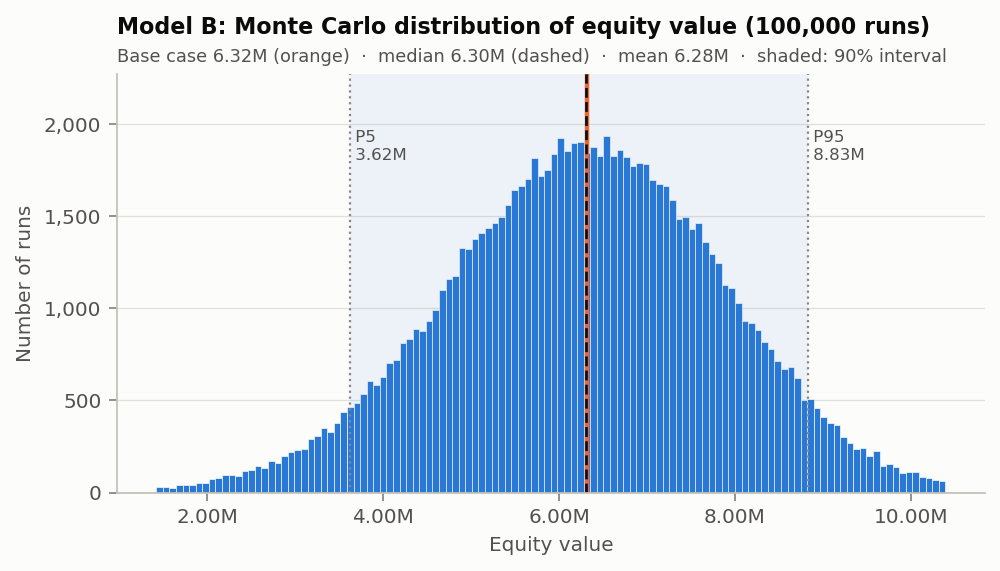 Model B: Monte Carlo distribution of equity value (100,000 runs)
Base case 6.32M (orange) · median 6.30M (dashed) · mean 6.28M · shaded: 90% interval
P5
3.62M
P95
8.83M
Number of runs
2,000
1,500
1,000
500
0
2.00M
4.00M
6.00M
8.00M
10.00M
Equity value